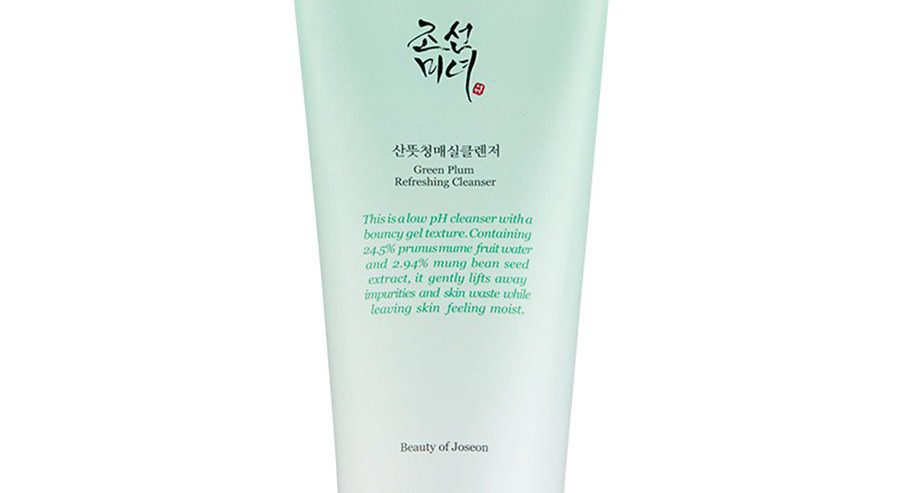 조선
미녀
산뜻청매실클렌저
Green Plum
Refreshing Cleanser
This is a low pH cleanser with a
bouncy gel texture. Containing
24.5% prunus mume fruit water
and 2.94% mung bean seed
extract, it gently lifts away
impurities and skin waste while
leaving skin feeling moist.
Beauty of Joseon